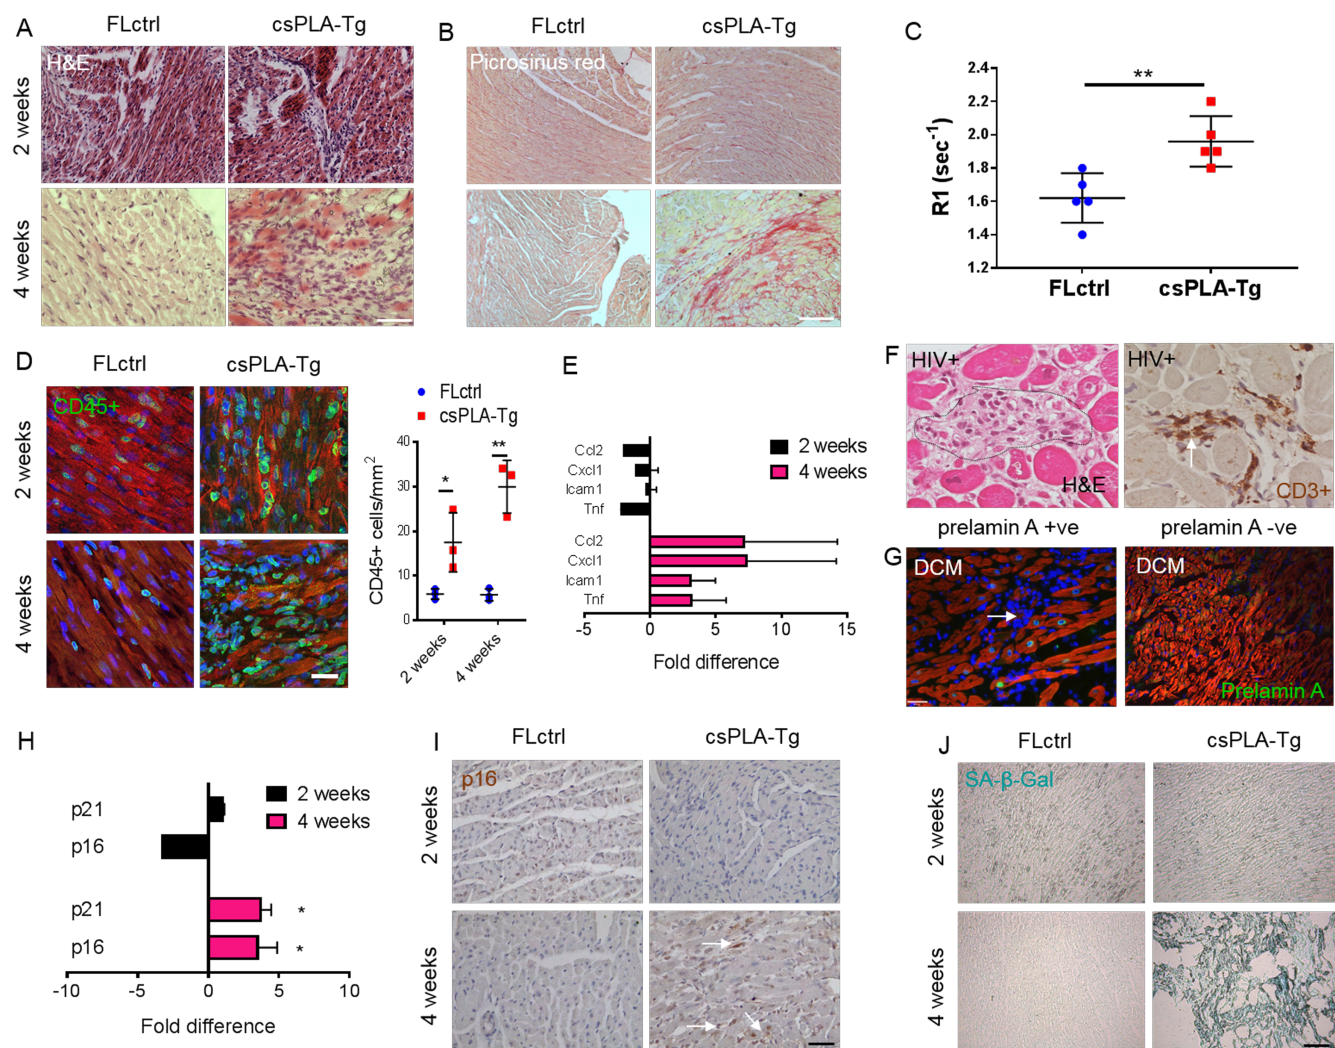 A
FLctrl
csPLA-Tg
2 weeks
4 weeks
H&E
B
FLctrl
csPLA-Tg
Picrosirius red
C
**
R1 (sec-1)
2.4
2.2
2.0
1.8
1.6
1.4
1.2
FLctrl
csPLA-Tg
D
FLctrl
csPLA-Tg
CD45+
2 weeks
4 weeks
FLctrl
csPLA-Tg
CD45+ cells/mm2
40
30
20
10
0
*
**
2 weeks
4 weeks
E
2 weeks
4 weeks
Ccl2
Cxcl1
Icam1
Tnf
Ccl2
Cxcl1
Icam1
Tnf
-5
0
5
10
15
Fold difference
F
HIV+
H&E
HIV+
CD3+
G
prelamin A +ve
prelamin A -ve
DCM
DCM
Prelamin A
H
2 weeks
4 weeks
p21
p16
p21
*
p16
*
-10
-5
0
5
10
Fold difference
I
FLctrl
csPLA-Tg
p16
2 weeks
4 weeks
J
FLctrl
csPLA-Tg
SA-β-Gal
2 weeks
4 weeks